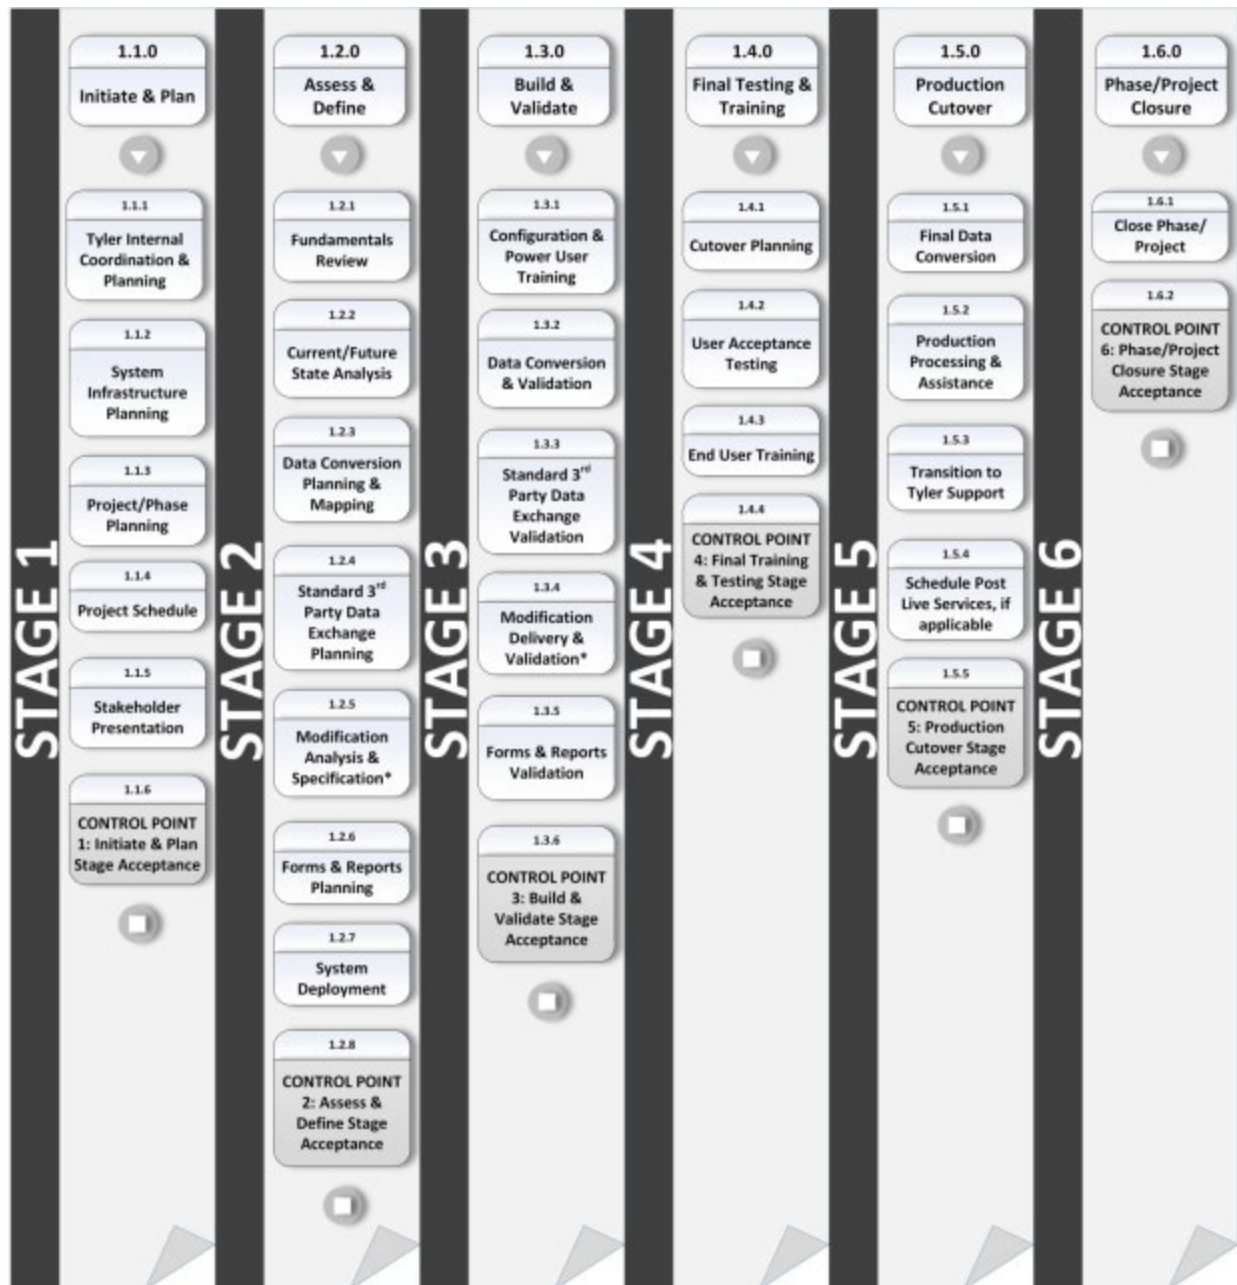 STAGE 1
1.1.0
Initiate & Plan
1.1.1
Tyler Internal
Coordination &
Planning
1.1.2
System
Infrastructure
Planning
1.1.3
Project/Phase
Planning
1.1.4
Project Schedule
1.1.5
Stakeholder
Presentation
1.1.6
CONTROL POINT
1: Initiate & Plan
Stage Acceptance
STAGE 2
1.2.0
Assess &
Define
1.2.1
Fundamentals
Review
1.2.2
Current/Future
State Analysis
1.2.3
Data Conversion
Planning &
Mapping
1.2.4
Standard 3rd
Party Data
Exchange
Planning
1.2.5
Modification
Analysis &
Specification*
1.2.6
Forms & Reports
Planning
1.2.7
System
Deployment
1.2.8
CONTROL POINT
2: Assess &
Define Stage
Acceptance
STAGE 3
1.3.0
Build &
Validate
1.3.1
Configuration &
Power User
Training
1.3.2
Data Conversion
& Validation
1.3.3
Standard 3rd
Party Data
Exchange
Validation
1.3.4
Modification
Delivery &
Validation*
1.3.5
Forms & Reports
Validation
1.3.6
CONTROL POINT
3: Build &
Validate Stage
Acceptance
STAGE 4
1.4.0
Final Testing &
Training
1.4.1
Cutover Planning
1.4.2
User Acceptance
Testing
1.4.3
End User Training
1.4.4
CONTROL POINT
4: Final Training
& Testing Stage
Acceptance
STAGE 5
1.5.0
Production
Cutover
1.5.1
Final Data
Conversion
1.5.2
Production
Processing &
Assistance
1.5.3
Transition to
Tyler Support
1.5.4
Schedule Post
Live Services, if
applicable
1.5.5
CONTROL POINT
5: Production
Cutover Stage
Acceptance
STAGE 6
1.6.0
Phase/Project
Closure
1.6.1
Close Phase/
Project
1.6.2
CONTROL POINT
6: Phase/Project
Closure Stage
Acceptance